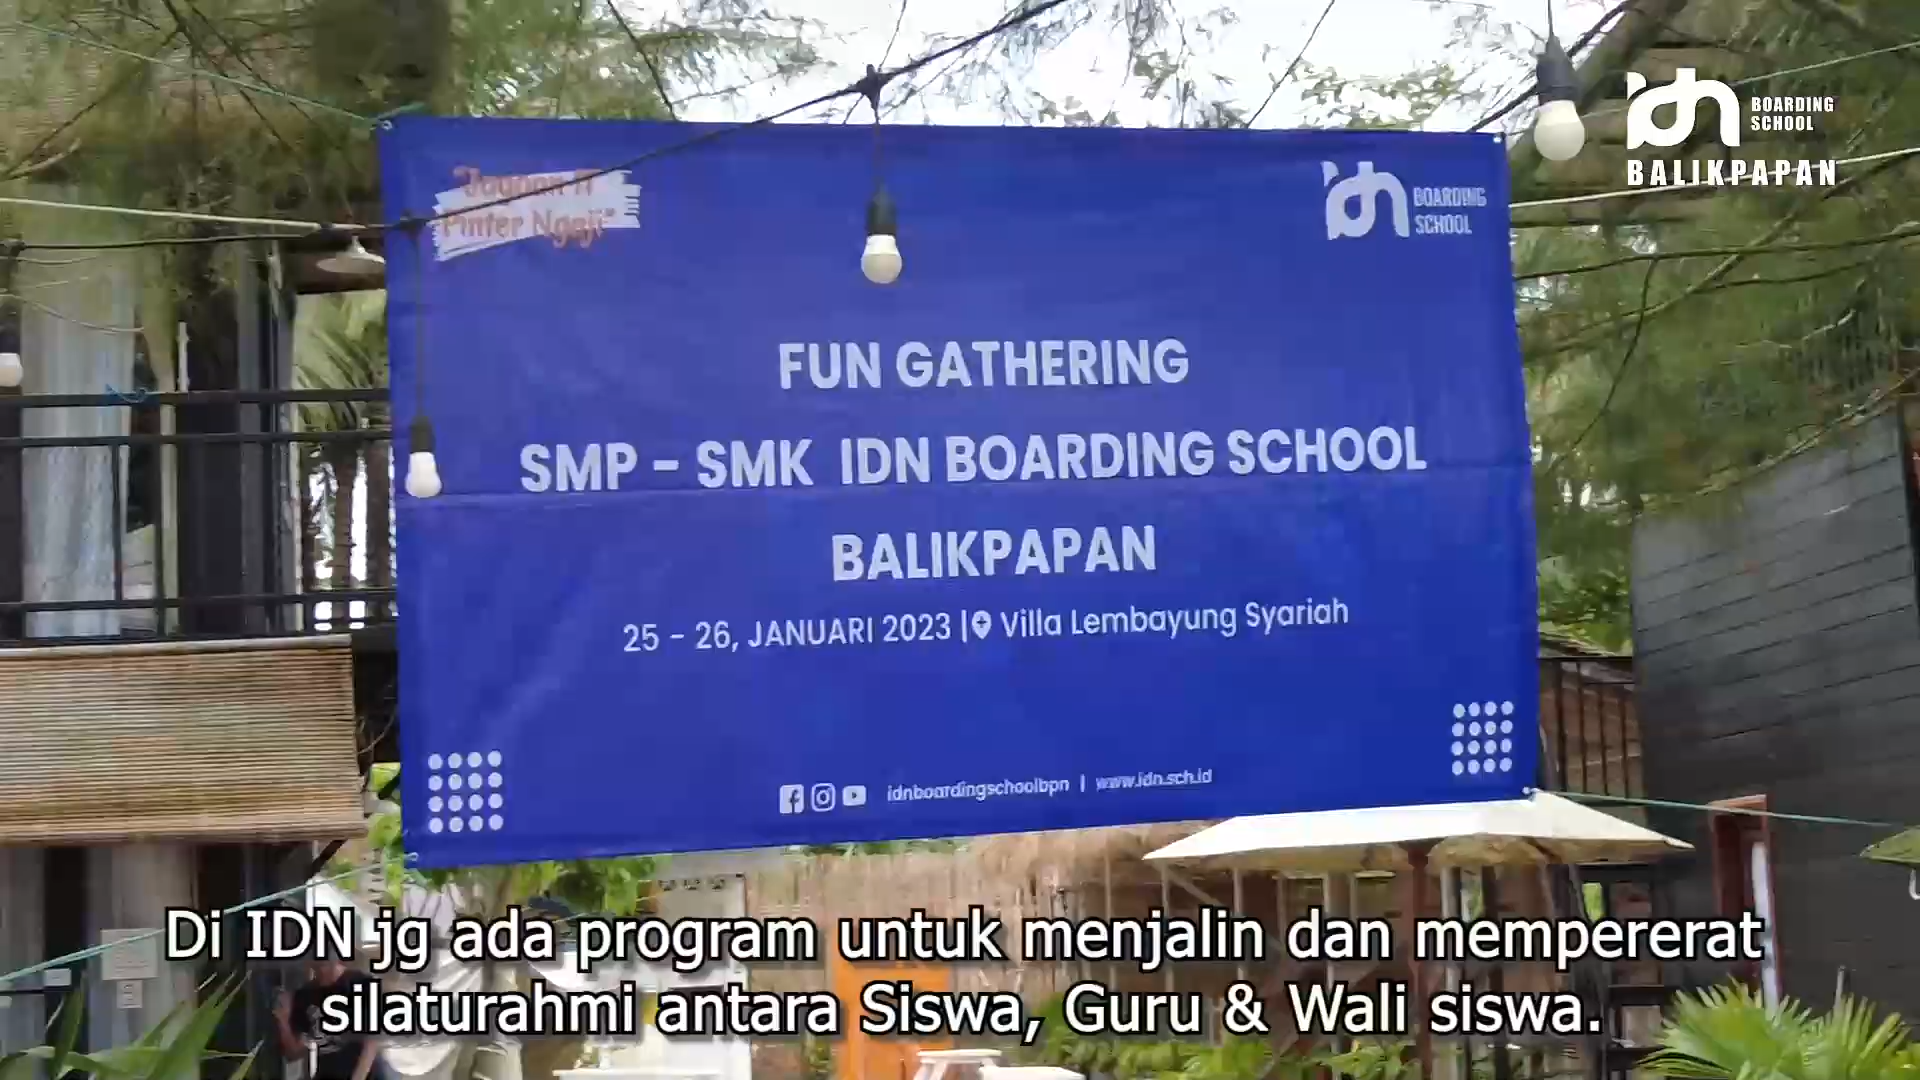 BOARDING
SCHOOL
BALIKPAPAN
"Jagoan IT
Pinter Ngaji"
BOARDING
SCHOOL
FUN GATHERING
SMP - SMK IDN BOARDING SCHOOL
BALIKPAPAN
25 - 26, JANUARI 2023 | Villa Lembayung Syariah
idnboardingschoolbpn | www.idn.sch.id
Di IDN jg ada program untuk menjalin dan mempererat
silaturahmi antara Siswa, Guru & Wali siswa.